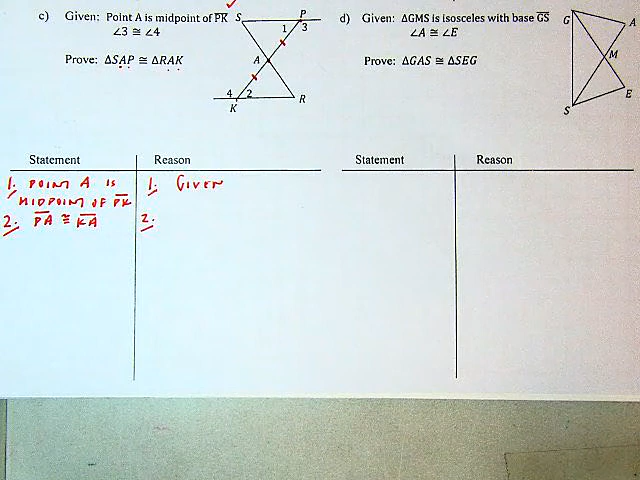 c) Given: Point A is midpoint of PK
∠3 ≅ ∠4
Prove: ΔSAP ≅ ΔRAK
S P
1 3
A
4 2
K R
d) Given: ΔGMS is isosceles with base GS
∠A ≅ ∠E
Prove: ΔGAS ≅ ΔSEG
G A
M
E
S
Statement Reason
1. POINT A IS 1. GIVEN
MIDPOINT OF PK
2. PA ≅ KA 2.
Statement Reason